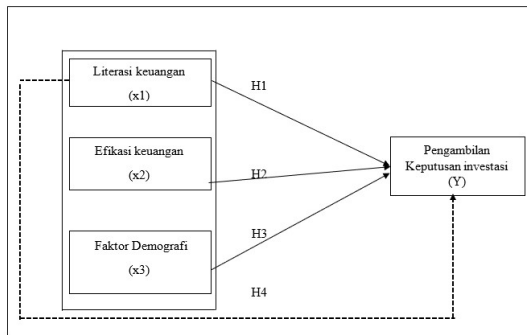 Literasi keuangan
(x1)
H1
Efikasi keuangan
(x2)
H2
Pengambilan
Keputusan investasi
(Y)
Faktor Demografi
(x3)
H3
H4